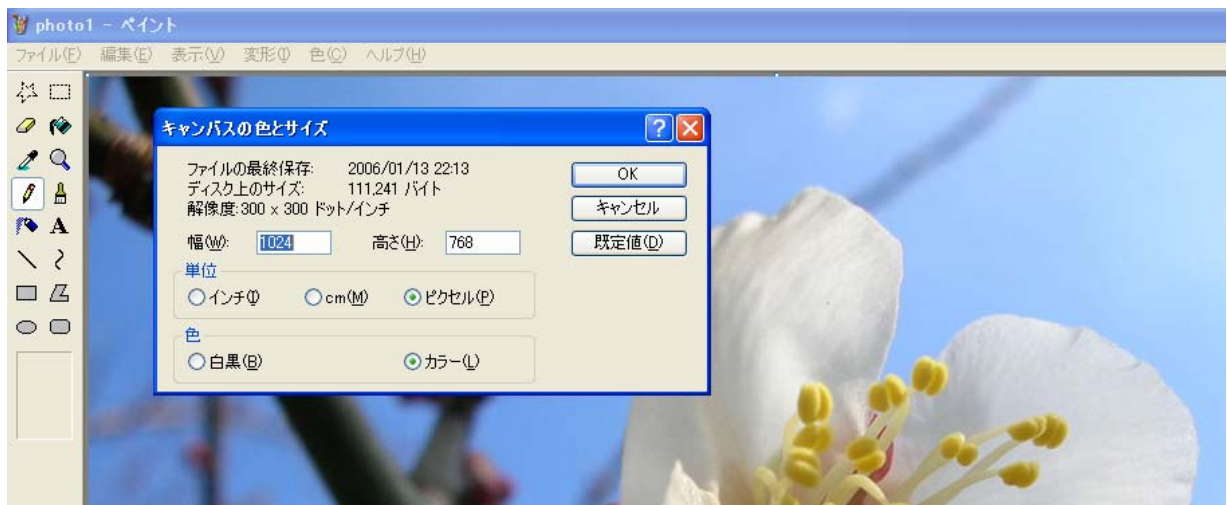 photo1 - ペイント
ファイル(F) 編集(E) 表示(V) 変形(I) 色(C) ヘルプ(H)
キャンバスの色とサイズ
ファイルの最終保存: 2006/01/13 22:13
ディスク上のサイズ: 111,241 バイト
解像度:300 x 300 ドット/インチ
幅(W): 1024 高さ(H): 768
単位
インチ(I) cm(M) ピクセル(P)
色
白黒(B) カラー(L)
OK
キャンセル
既定値(D)
A